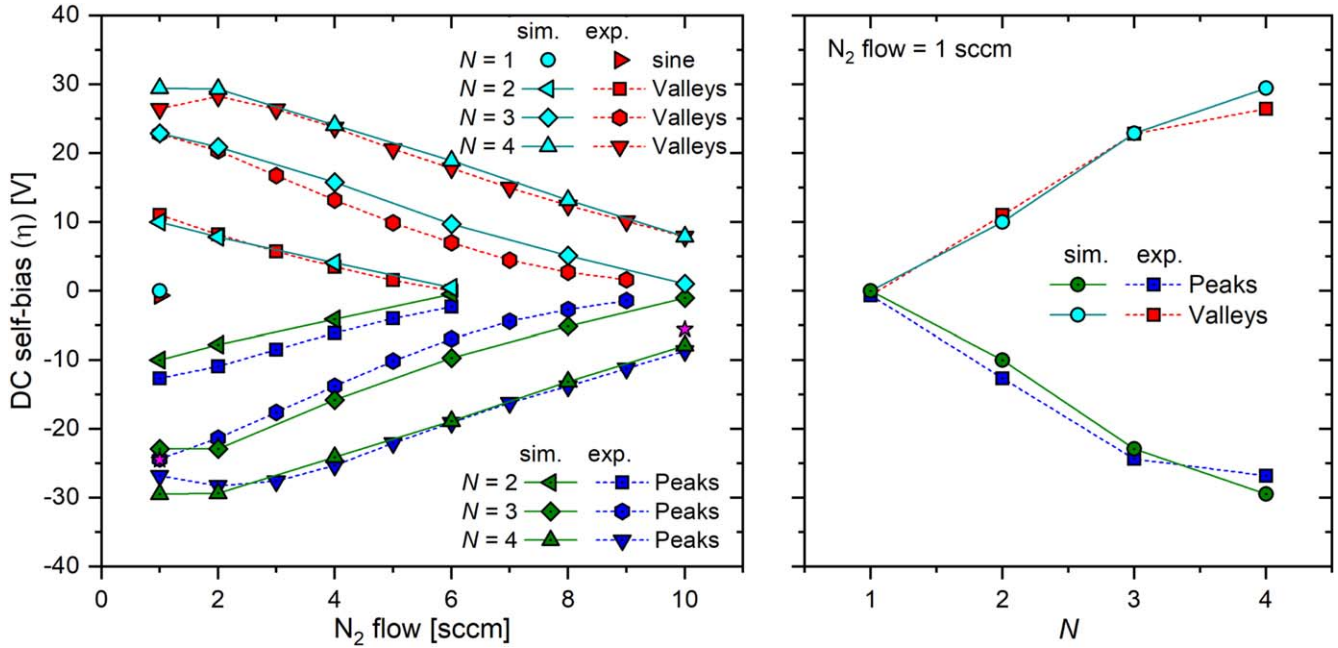 DC self-bias (η) [V]
40
30
20
10
0
-10
-20
-30
-40
sim. exp.
N = 1 sine
N = 2 Valleys
N = 3 Valleys
N = 4 Valleys
sim. exp.
N = 2 Peaks
N = 3 Peaks
N = 4 Peaks
0 2 4 6 8 10
N₂ flow [sccm]
N₂ flow = 1 sccm
sim. exp.
Peaks
Valleys
1 2 3 4
N